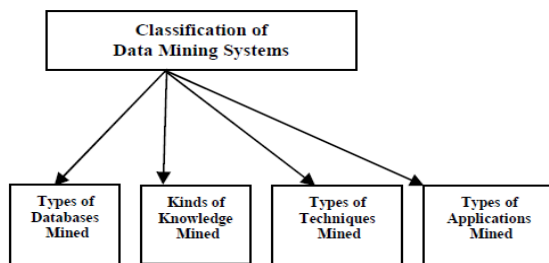 Classification of
Data Mining Systems
Types of
Databases
Mined
Kinds of
Knowledge
Mined
Types of
Techniques
Mined
Types of
Applications
Mined